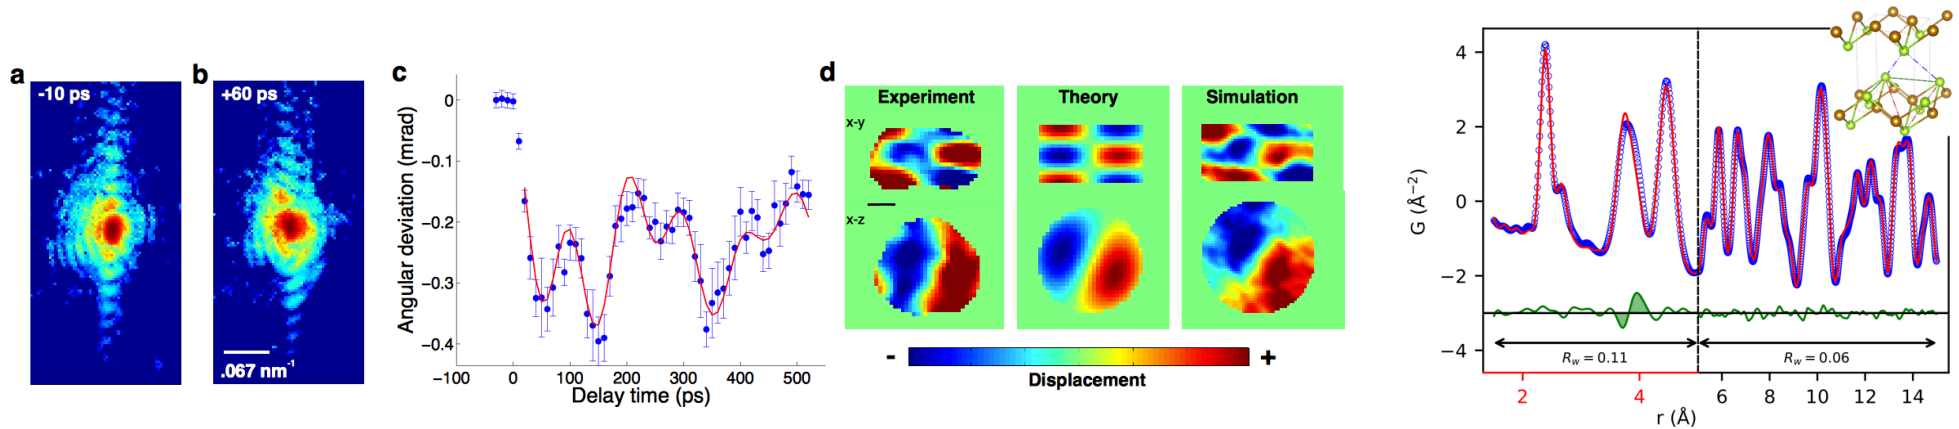 a
-10 ps
b
+60 ps
.067 nm⁻¹
c
Angular deviation (mrad)
0
−0.1
−0.2
−0.3
−0.4
−100 0 100 200 300 400 500
Delay time (ps)
d
Experiment Theory Simulation
x-y
x-z
- +
Displacement
G (Å⁻²)
4
2
0
−2
−4
R_w = 0.11 R_w = 0.06
2 4 6 8 10 12 14
r (Å)